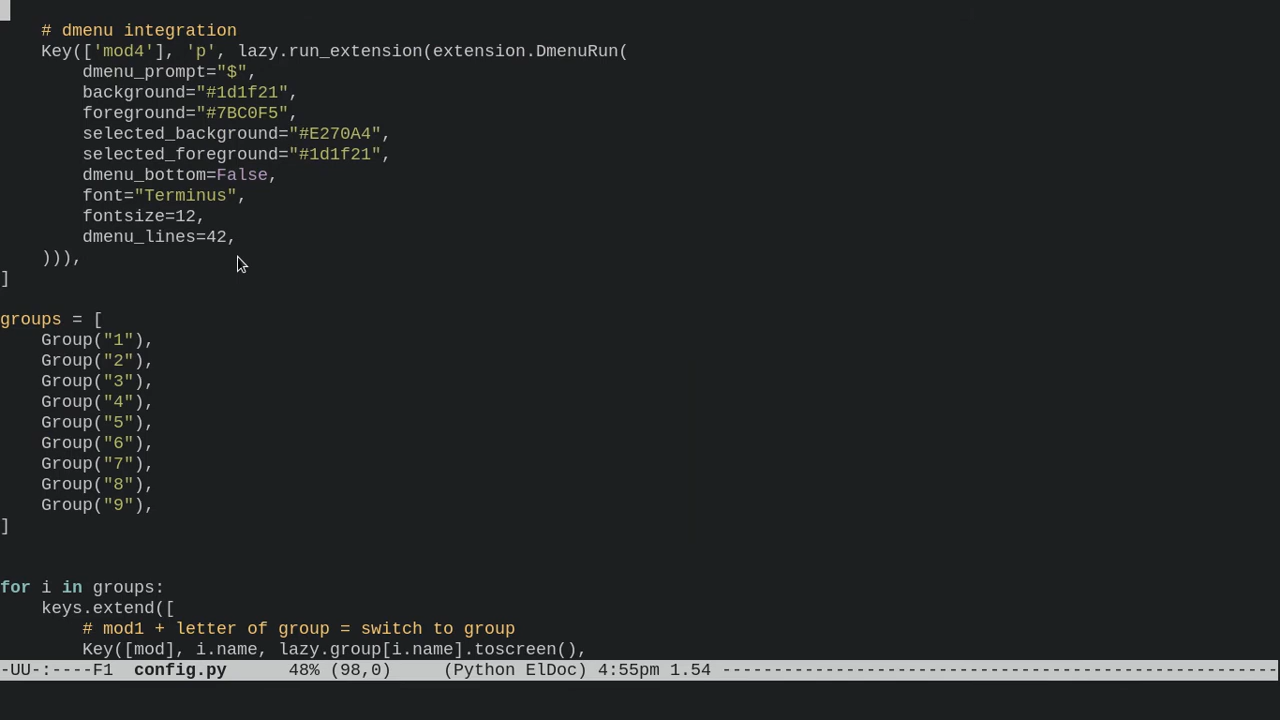 # dmenu integration
Key(['mod4'], 'p', lazy.run_extension(extension.DmenuRun(
dmenu_prompt="$",
background="#1d1f21",
foreground="#7BC0F5",
selected_background="#E270A4",
selected_foreground="#1d1f21",
dmenu_bottom=False,
font="Terminus",
fontsize=12,
dmenu_lines=42,
))),
]
groups = [
Group("1"),
Group("2"),
Group("3"),
Group("4"),
Group("5"),
Group("6"),
Group("7"),
Group("8"),
Group("9"),
]
for i in groups:
keys.extend([
# mod1 + letter of group = switch to group
Key([mod], i.name, lazy.group[i.name].toscreen(),
-UU-:----F1  config.py      48% (98,0)     (Python ElDoc) 4:55pm 1.54 ------------------------------------------------------